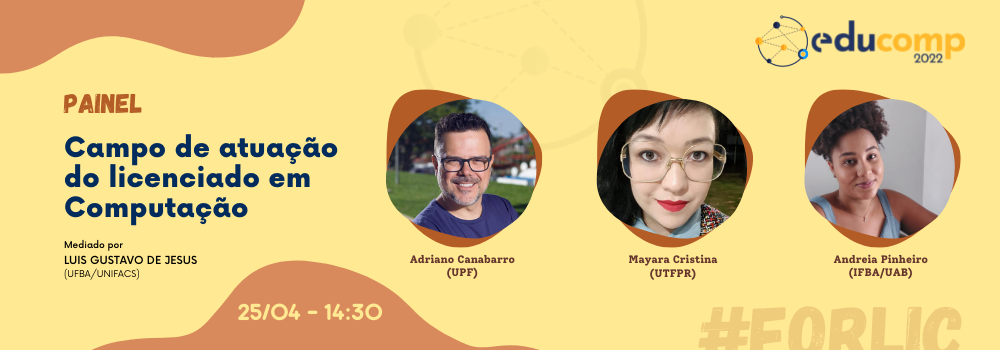 educomp
2022
PAINEL
Campo de atuação
do licenciado em
Computação
Mediado por
LUIS GUSTAVO DE JESUS
(UFBA/UNIFACS)
25/04 - 14:30
Adriano Canabarro
(UPF)
Mayara Cristina
(UTFPR)
Andreia Pinheiro
(IFBA/UAB)
#FORLIC